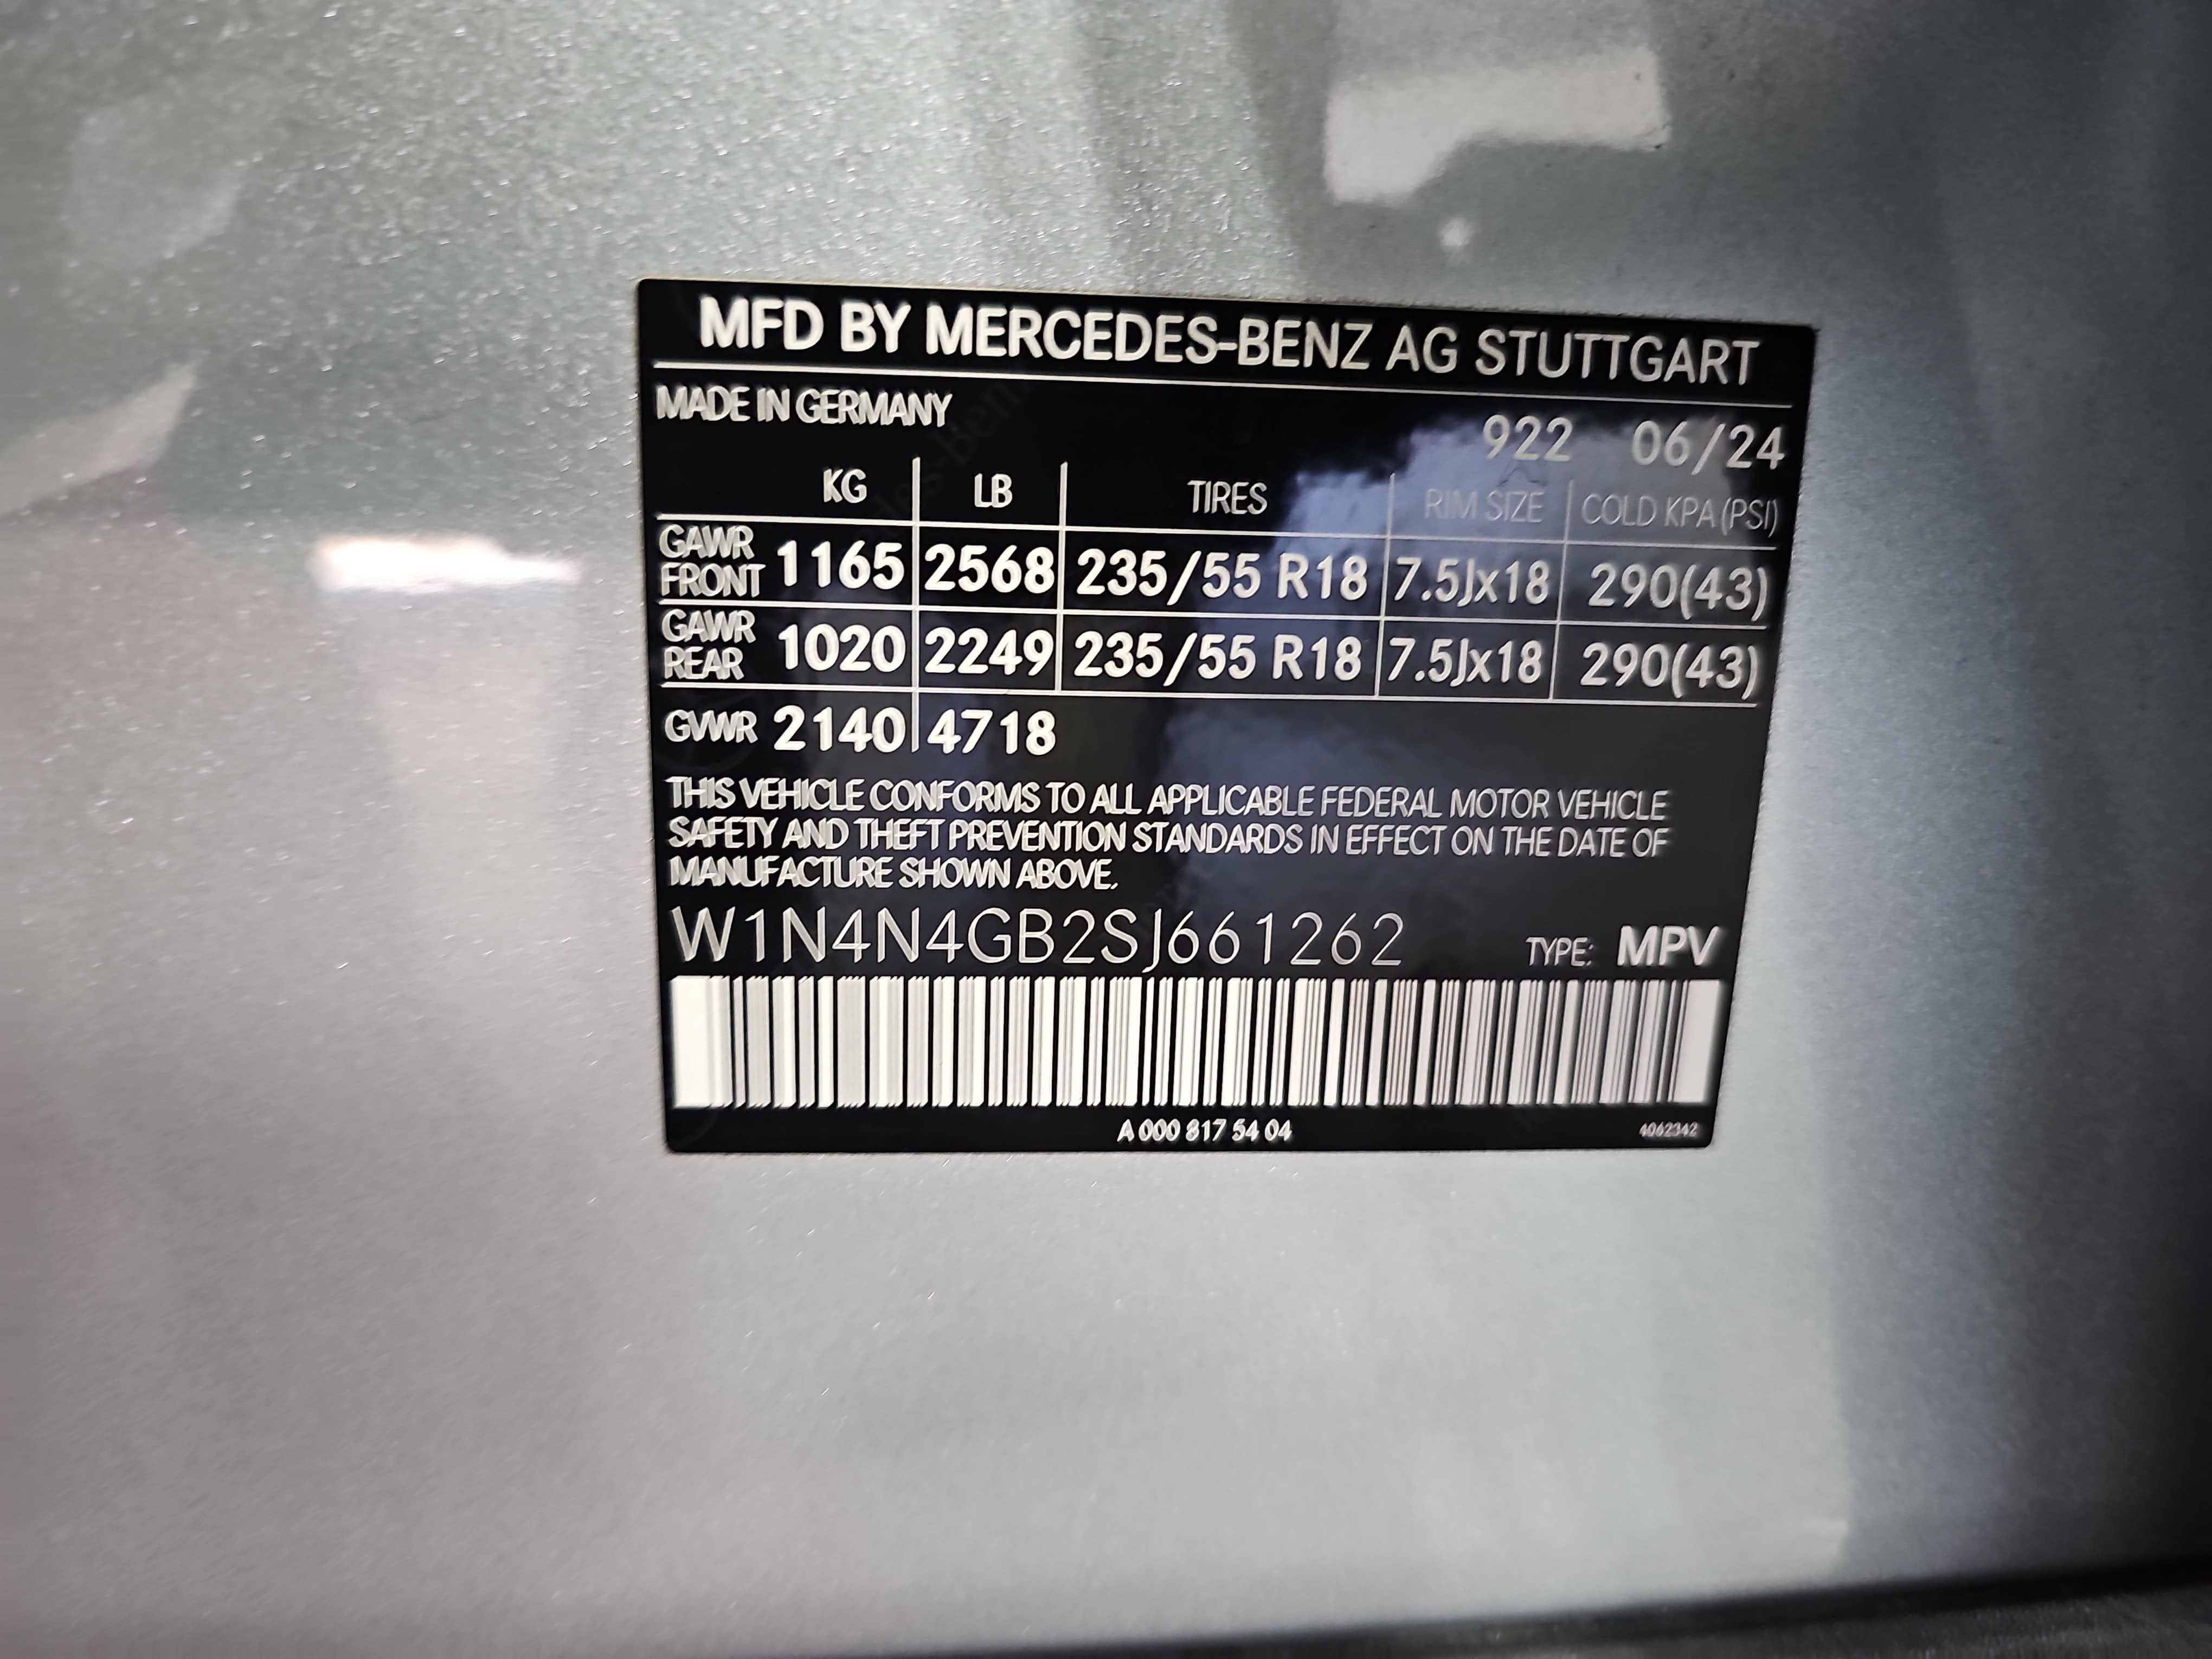 MFD BY MERCEDES-BENZ AG STUTTGART
MADE IN GERMANY
922 06/24
KG LB TIRES RIM SIZE COLD KPA (PSI)
GAWR FRONT 1165 2568 235/55 R18 7.5Jx18 290(43)
GAWR REAR 1020 2249 235/55 R18 7.5Jx18 290(43)
GVWR 2140 4718
THIS VEHICLE CONFORMS TO ALL APPLICABLE FEDERAL MOTOR VEHICLE
SAFETY AND THEFT PREVENTION STANDARDS IN EFFECT ON THE DATE OF
MANUFACTURE SHOWN ABOVE.
W1N4N4GB2SJ661262 TYPE: MPV
A 000 817 54 04 4062342